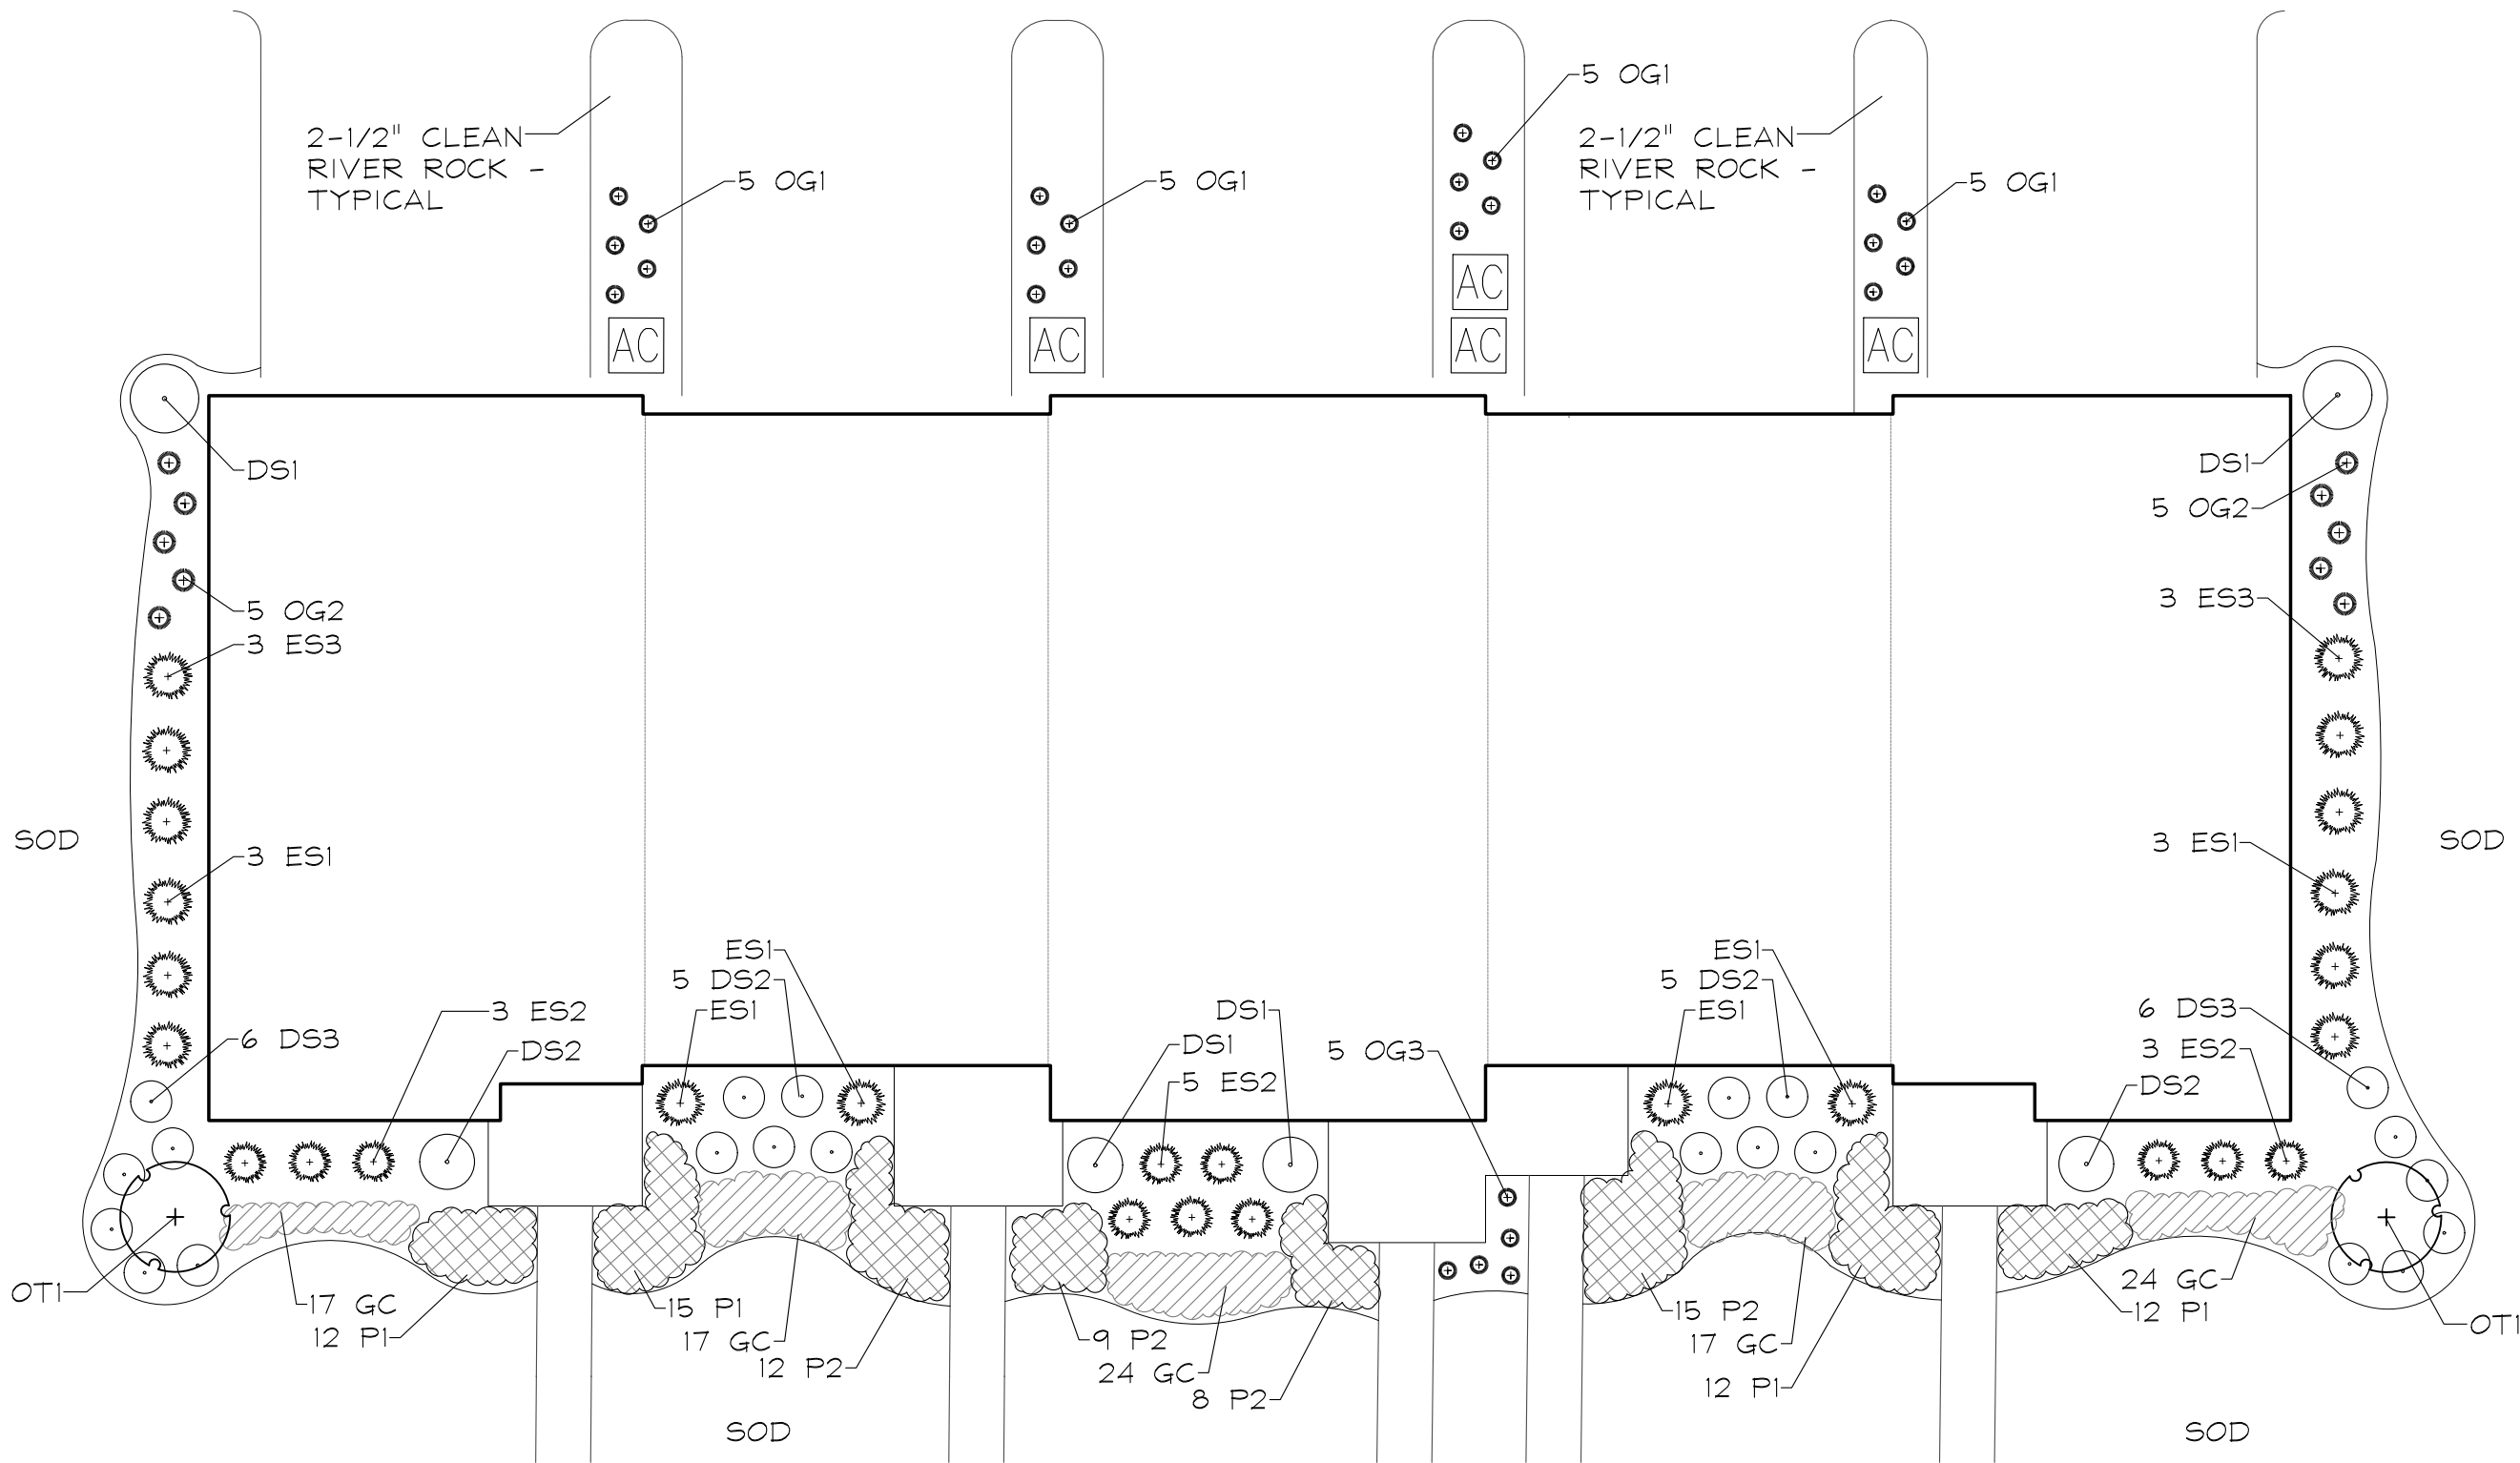 5 OG1
2-1/2" CLEAN
RIVER ROCK -
TYPICAL
2-1/2" CLEAN
RIVER ROCK -
TYPICAL
5 OG1
5 OG1
5 OG1
AC
AC
AC
AC
AC
DS1
DS1
5 OG2
5 OG2
3 ES3
3 ES3
SOD
SOD
3 ES1
3 ES1
ES1
5 DS2
ES1
ES1
5 DS2
ES1
3 ES2
6 DS3
DS2
DS1
DS1
5 ES2
5 OG3
6 DS3
3 ES2
DS2
OT1
17 GC
12 P1
15 P1
17 GC
12 P2
9 P2
24 GC
8 P2
15 P2
17 GC
12 P1
24 GC
12 P1
OT1
SOD
SOD